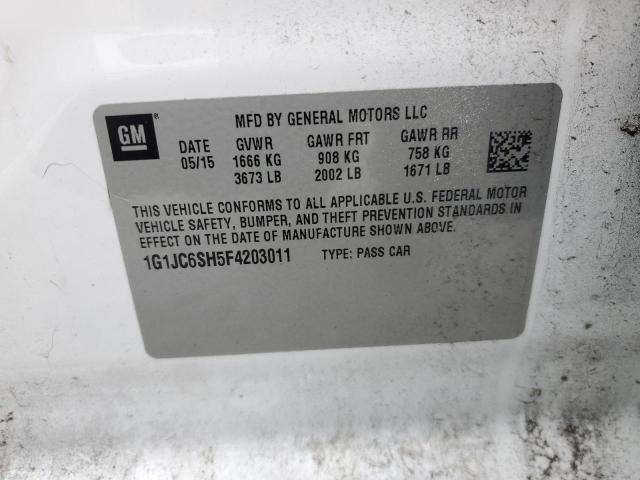 GM ®
MFD BY GENERAL MOTORS LLC
DATE GVWR GAWR FRT GAWR RR
05/15 1666 KG 908 KG 758 KG
3673 LB 2002 LB 1671 LB
THIS VEHICLE CONFORMS TO ALL APPLICABLE U.S. FEDERAL MOTOR
VEHICLE SAFETY, BUMPER, AND THEFT PREVENTION STANDARDS IN
EFFECT ON THE DATE OF MANUFACTURE SHOWN ABOVE.
1G1JC6SH5F4203011 TYPE: PASS CAR